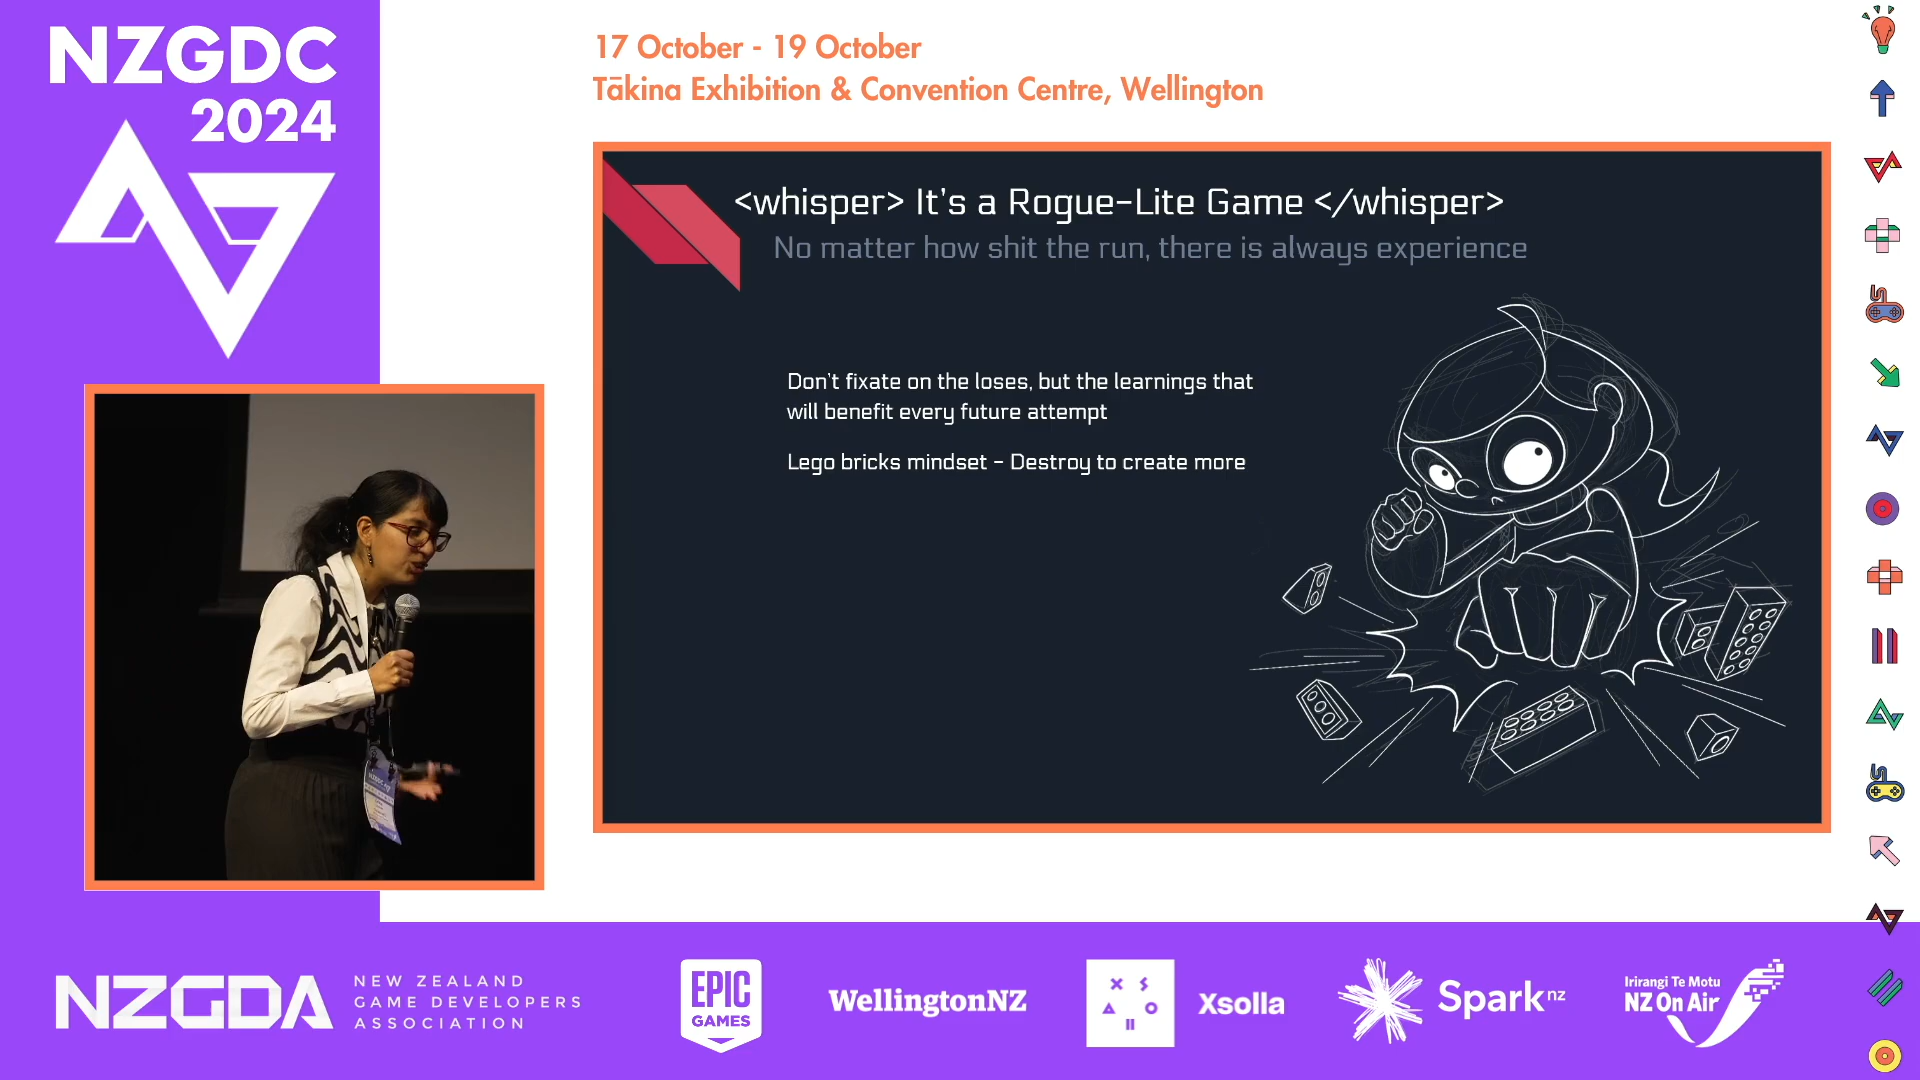 NZGDC
2024
17 October - 19 October
Tākina Exhibition & Convention Centre, Wellington
<whisper> It's a Rogue-Lite Game </whisper>
No matter how shit the run, there is always experience
Don't fixate on the loses, but the learnings that
will benefit every future attempt
Lego bricks mindset - Destroy to create more
NZGDA
NEW ZEALAND
GAME DEVELOPERS
ASSOCIATION
EPIC
GAMES
WellingtonNZ
Xsolla
Spark nz
Irirangi Te Motu
NZ On Air